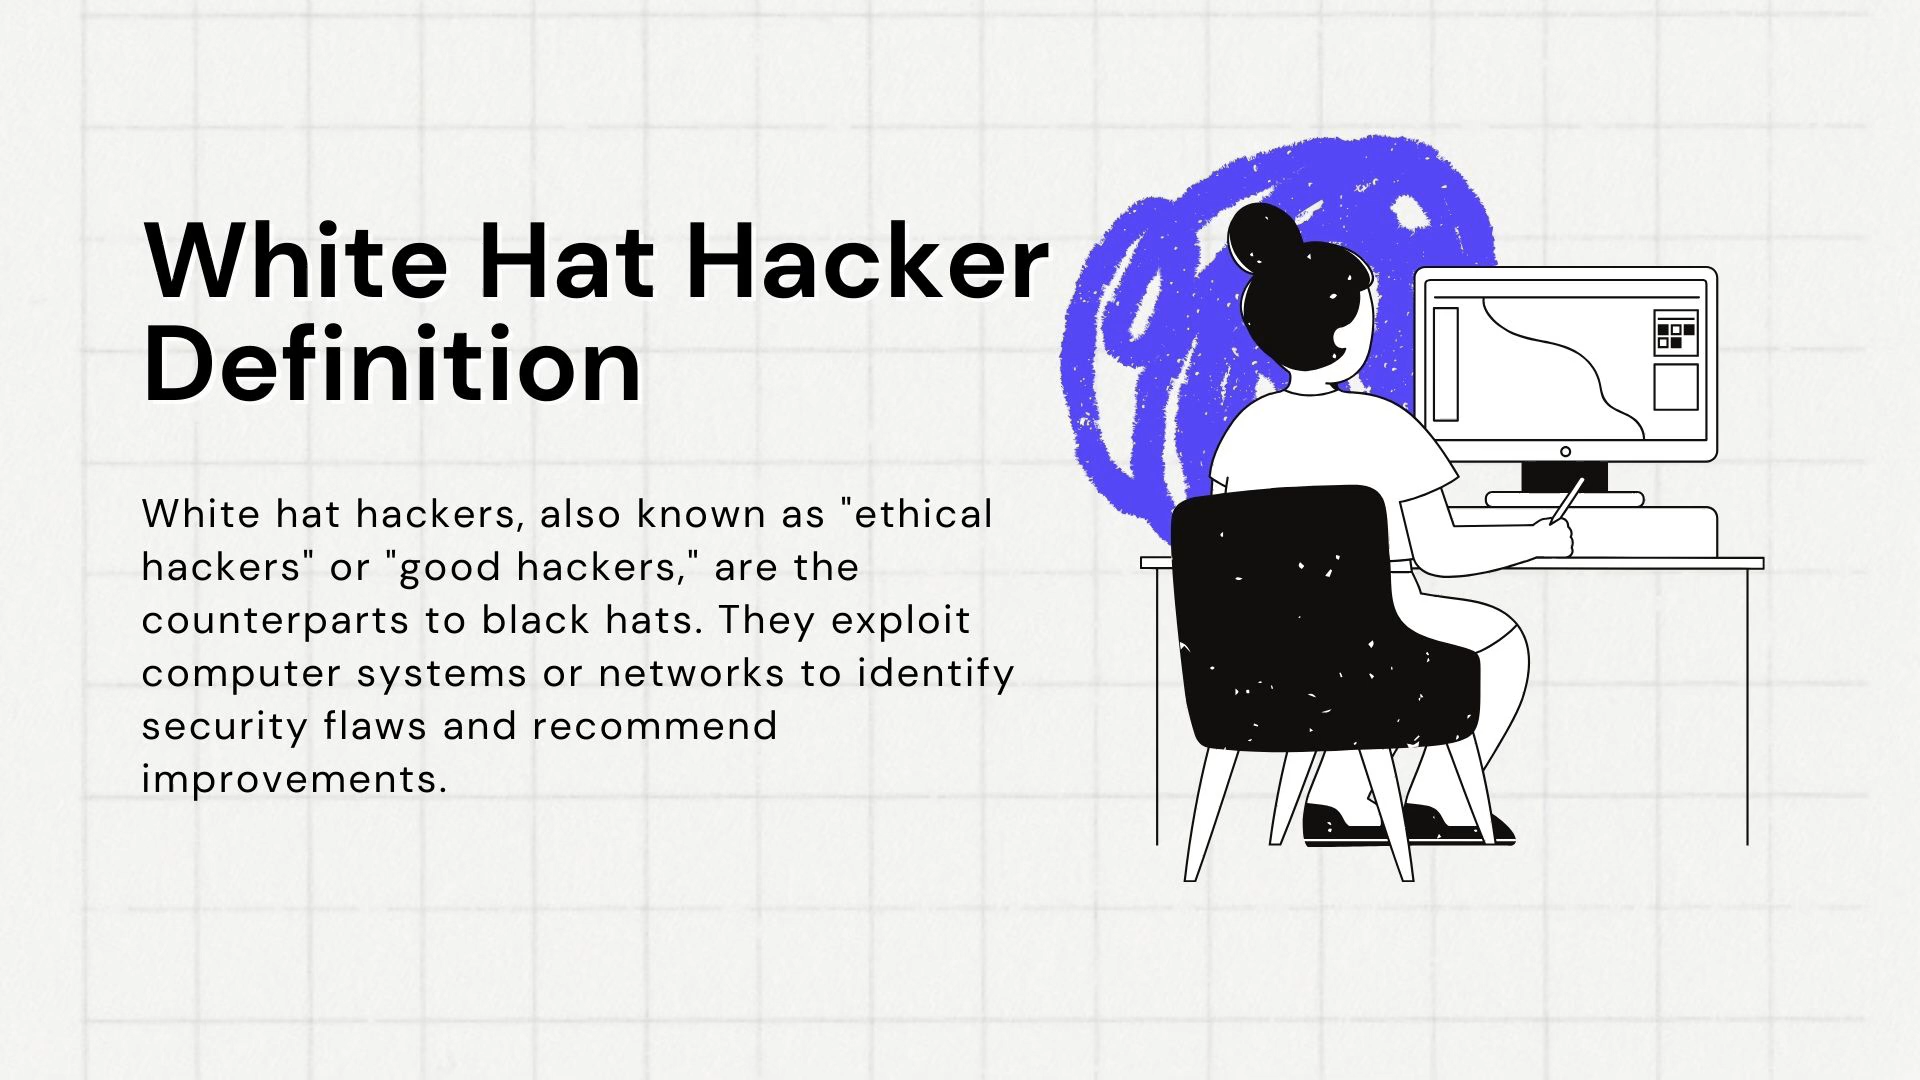 White Hat Hacker
Definition
White hat hackers, also known as "ethical
hackers" or "good hackers," are the
counterparts to black hats. They exploit
computer systems or networks to identify
security flaws and recommend
improvements.